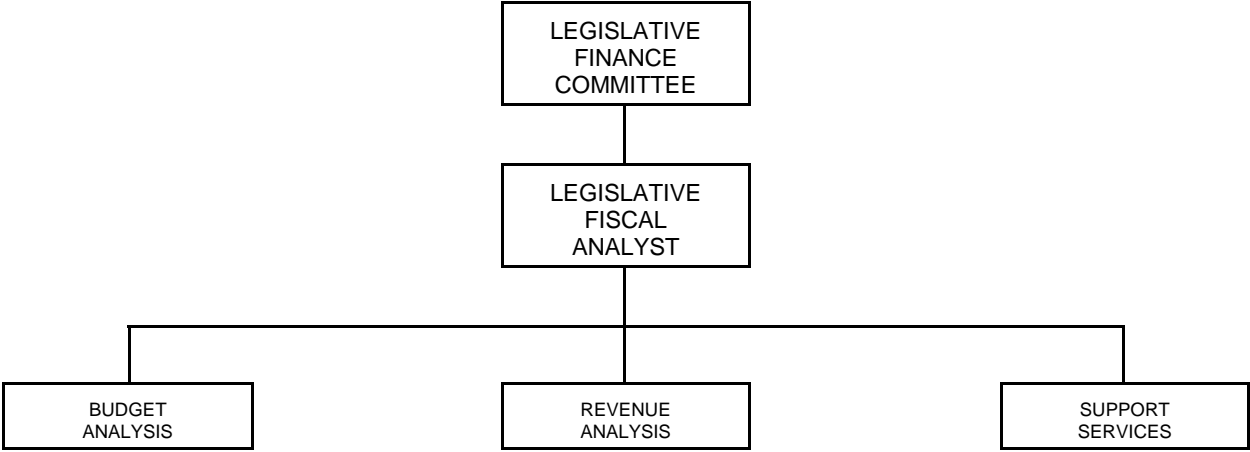 LEGISLATIVE
FINANCE
COMMITTEE
LEGISLATIVE
FISCAL
ANALYST
BUDGET
ANALYSIS
REVENUE
ANALYSIS
SUPPORT
SERVICES